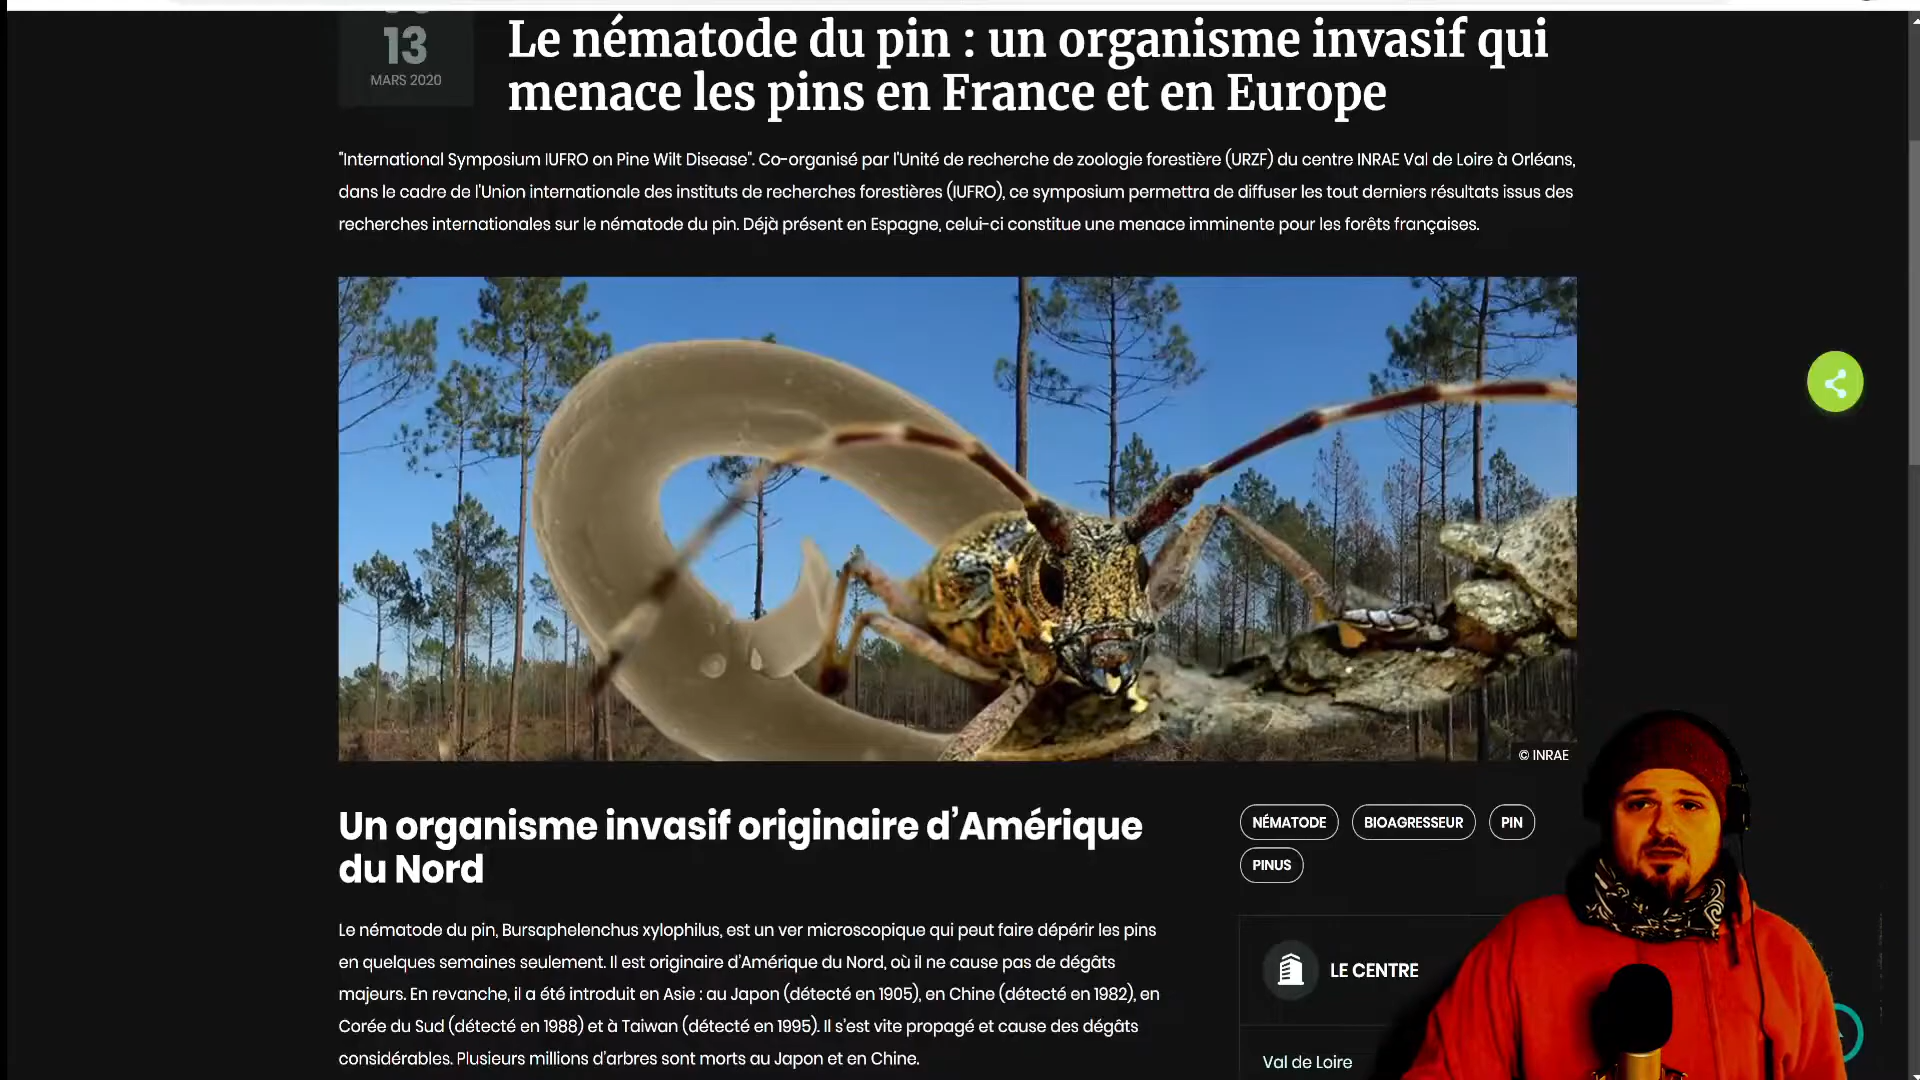 13
MARS 2020
Le nématode du pin : un organisme invasif qui
menace les pins en France et en Europe
"International Symposium IUFRO on Pine Wilt Disease". Co-organisé par l'Unité de recherche de zoologie forestière (URZF) du centre INRAE Val de Loire à Orléans,
dans le cadre de l'Union internationale des instituts de recherches forestières (IUFRO), ce symposium permettra de diffuser les tout derniers résultats issus des
recherches internationales sur le nématode du pin. Déjà présent en Espagne, celui-ci constitue une menace imminente pour les forêts françaises.
© INRAE
Un organisme invasif originaire d’Amérique
du Nord
Le nématode du pin, Bursaphelenchus xylophilus, est un ver microscopique qui peut faire dépérir les pins
en quelques semaines seulement. Il est originaire d’Amérique du Nord, où il ne cause pas de dégâts
majeurs. En revanche, il a été introduit en Asie : au Japon (détecté en 1905), en Chine (détecté en 1982), en
Corée du Sud (détecté en 1988) et à Taiwan (détecté en 1995). Il s’est vite propagé et cause des dégâts
considérables. Plusieurs millions d’arbres sont morts au Japon et en Chine.
NÉMATODE
BIOAGRESSEUR
PIN
PINUS
LE CENTRE
Val de Loire